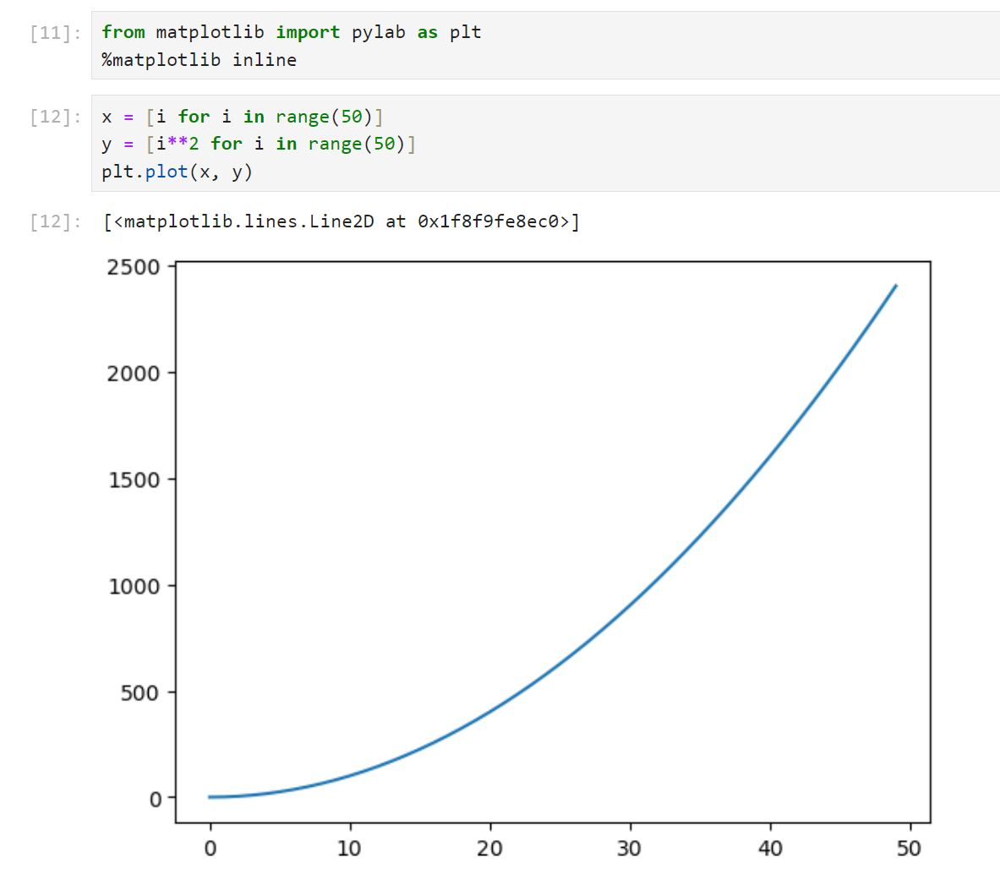 [11]: from matplotlib import pylab as plt
%matplotlib inline
[12]: x = [i for i in range(50)]
y = [i**2 for i in range(50)]
plt.plot(x, y)
[12]: [<matplotlib.lines.Line2D at 0x1f8f9fe8ec0>]
2500
2000
1500
1000
500
0
0 10 20 30 40 50